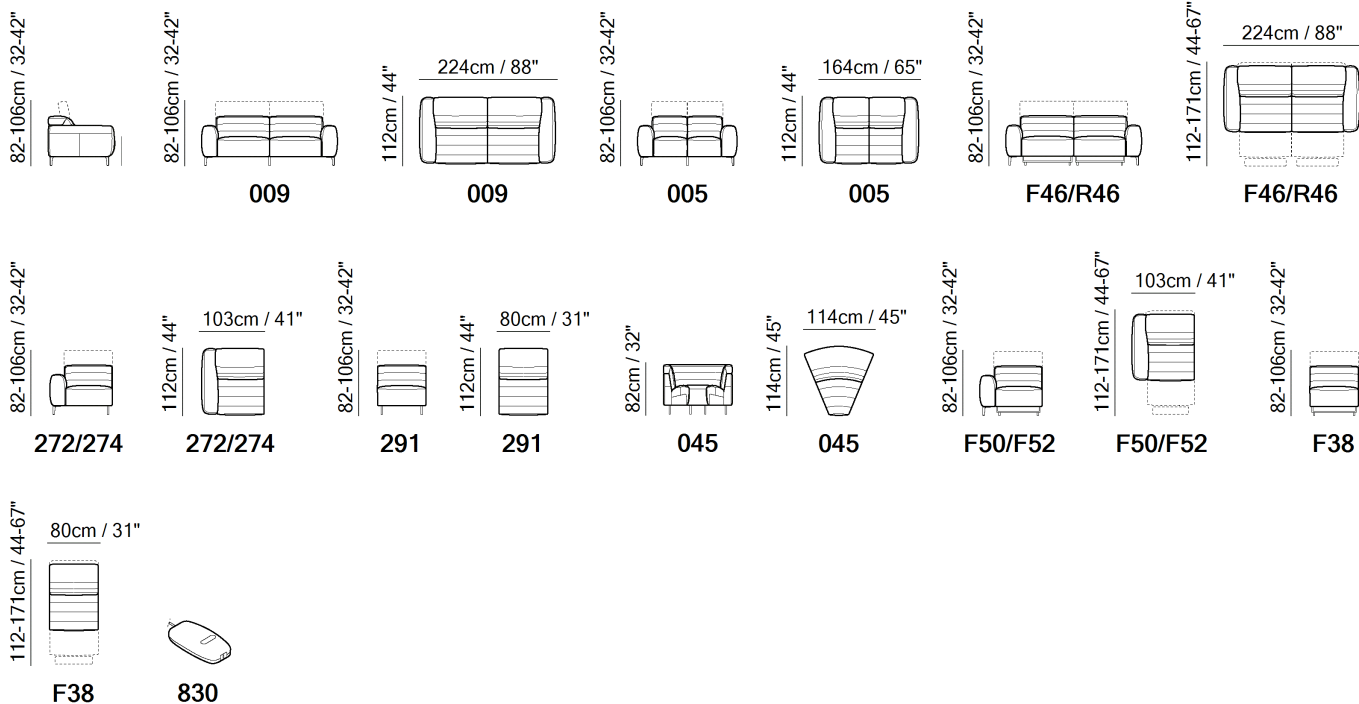 82-106cm / 32-42"
82-106cm / 32-42"
009
112cm / 44"
224cm / 88"
009
82-106cm / 32-42"
005
112cm / 44"
164cm / 65"
005
82-106cm / 32-42"
F46/R46
112-171cm / 44-67"
224cm / 88"
F46/R46
82-106cm / 32-42"
272/274
112cm / 44"
103cm / 41"
272/274
82-106cm / 32-42"
291
112cm / 44"
80cm / 31"
291
82cm / 32"
045
114cm / 45"
114cm / 45"
045
82-106cm / 32-42"
F50/F52
112-171cm / 44-67"
103cm / 41"
F50/F52
82-106cm / 32-42"
F38
112-171cm / 44-67"
80cm / 31"
F38
830